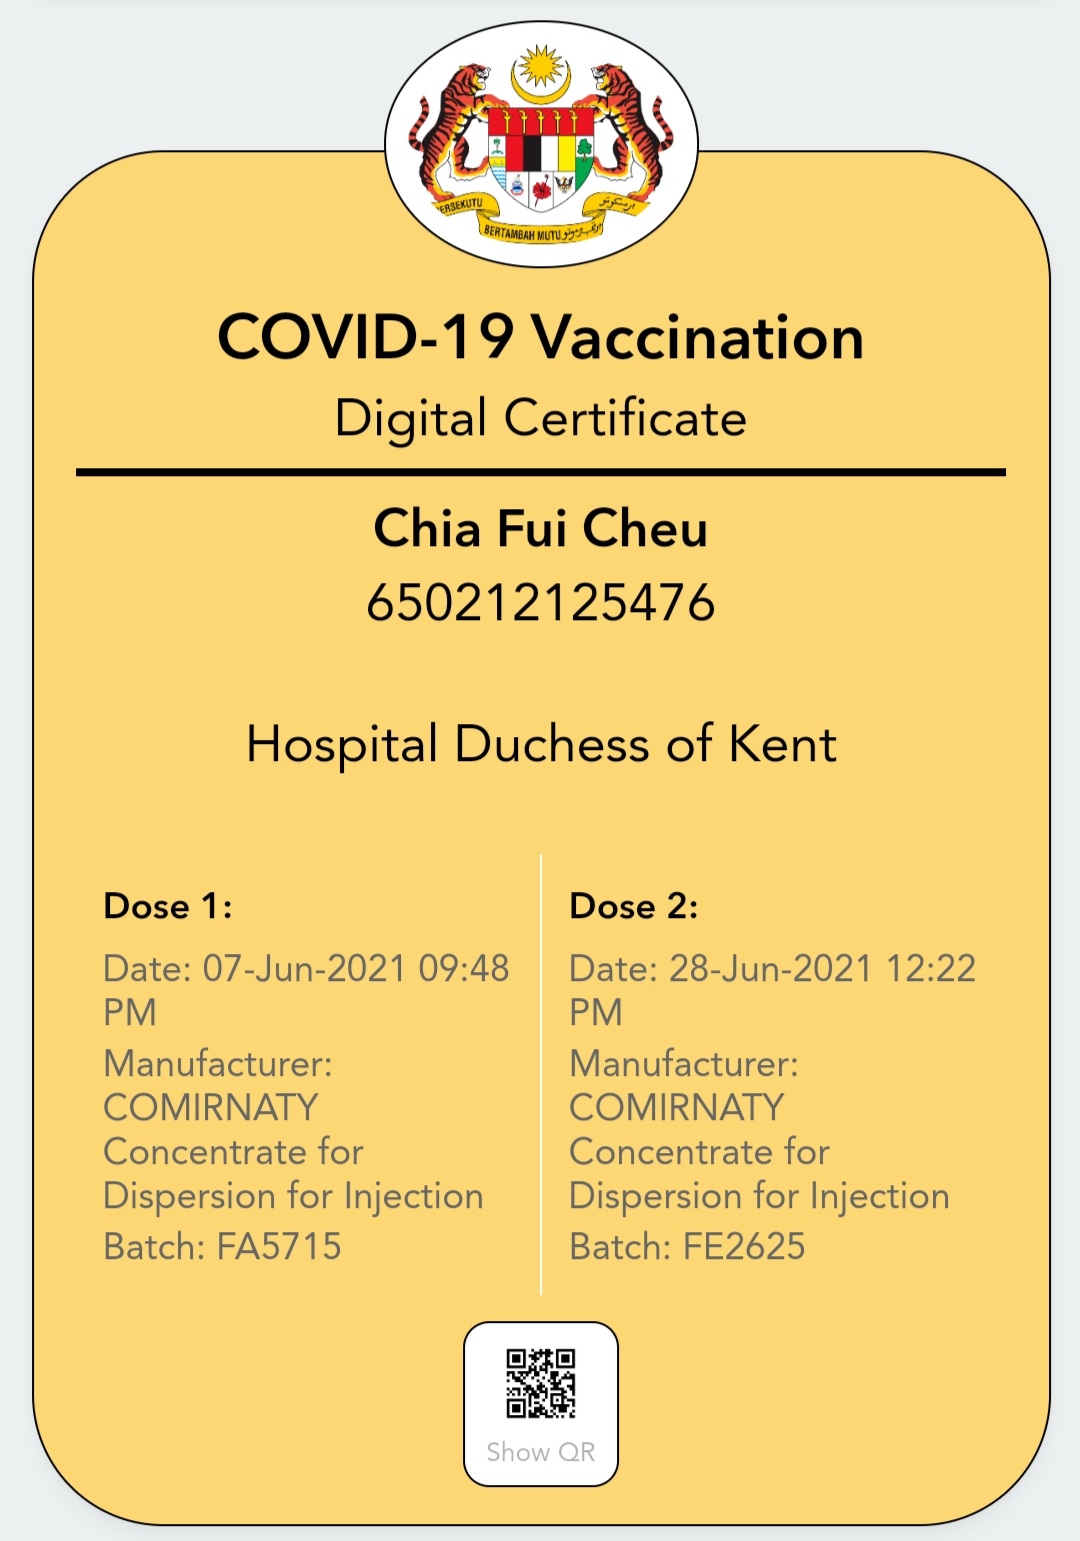 BERSEKUTU
BERTAMBAH MUTU
COVID-19 Vaccination
Digital Certificate
Chia Fui Cheu
650212125476
Hospital Duchess of Kent
Dose 1:
Date: 07-Jun-2021 09:48
PM
Manufacturer:
COMIRNATY
Concentrate for
Dispersion for Injection
Batch: FA5715
Dose 2:
Date: 28-Jun-2021 12:22
PM
Manufacturer:
COMIRNATY
Concentrate for
Dispersion for Injection
Batch: FE2625
Show QR